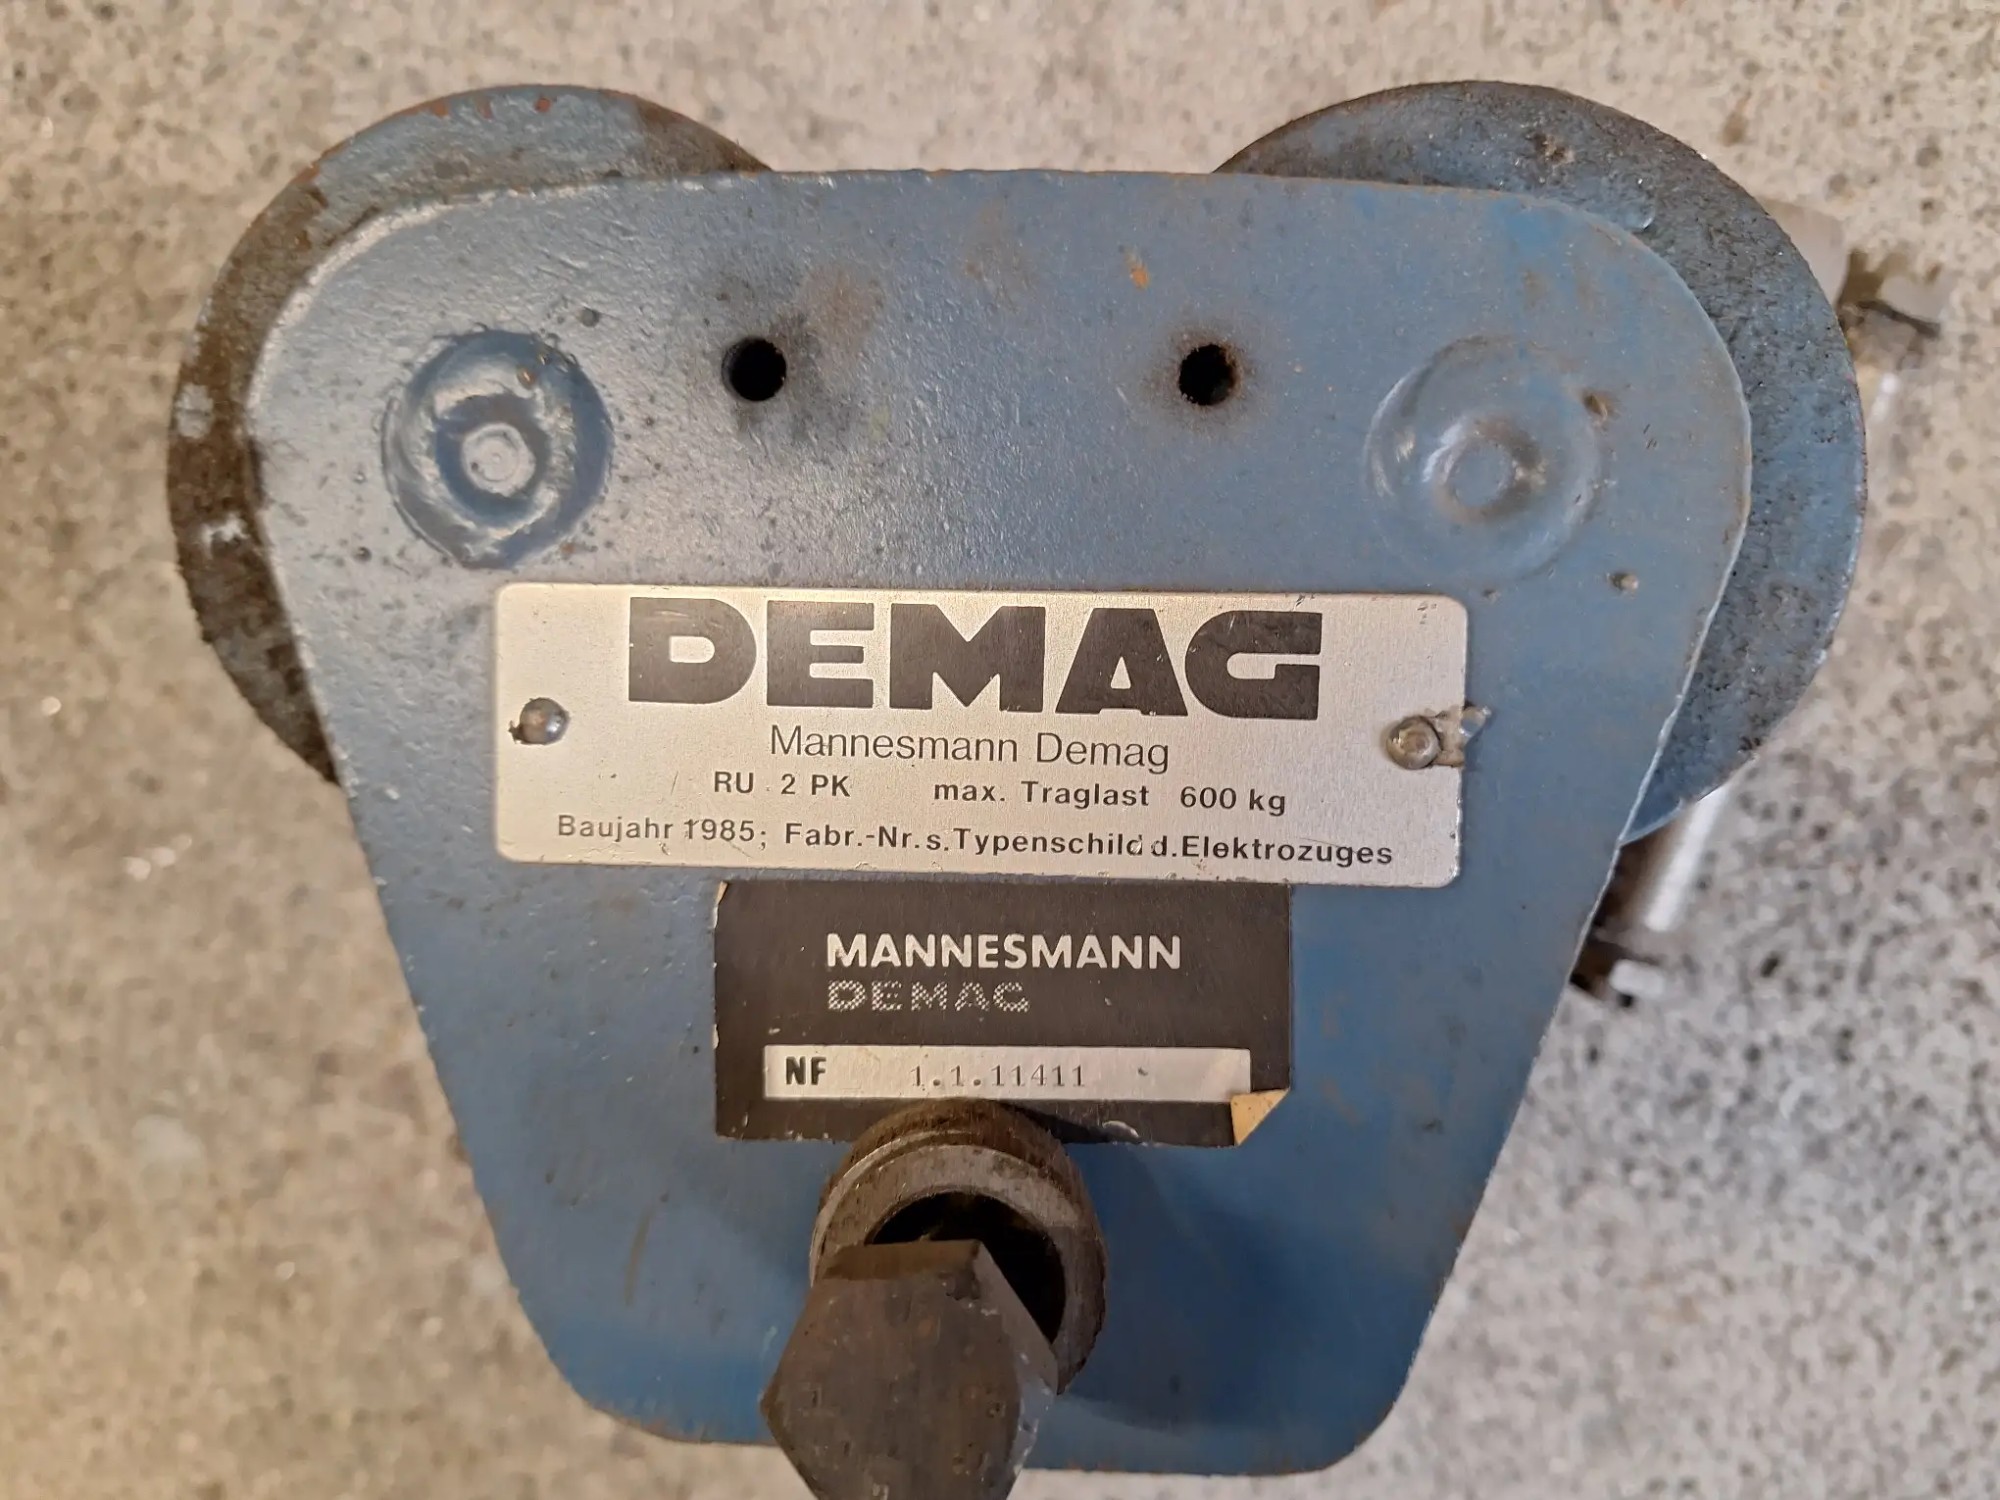 DEMAG
Mannesmann Demag
RU 2 PK max. Traglast 600 kg
Baujahr 1985; Fabr.-Nr.s.Typenschild d.Elektrozuges
MANNESMANN
DEMAG
NF 1.1.11411